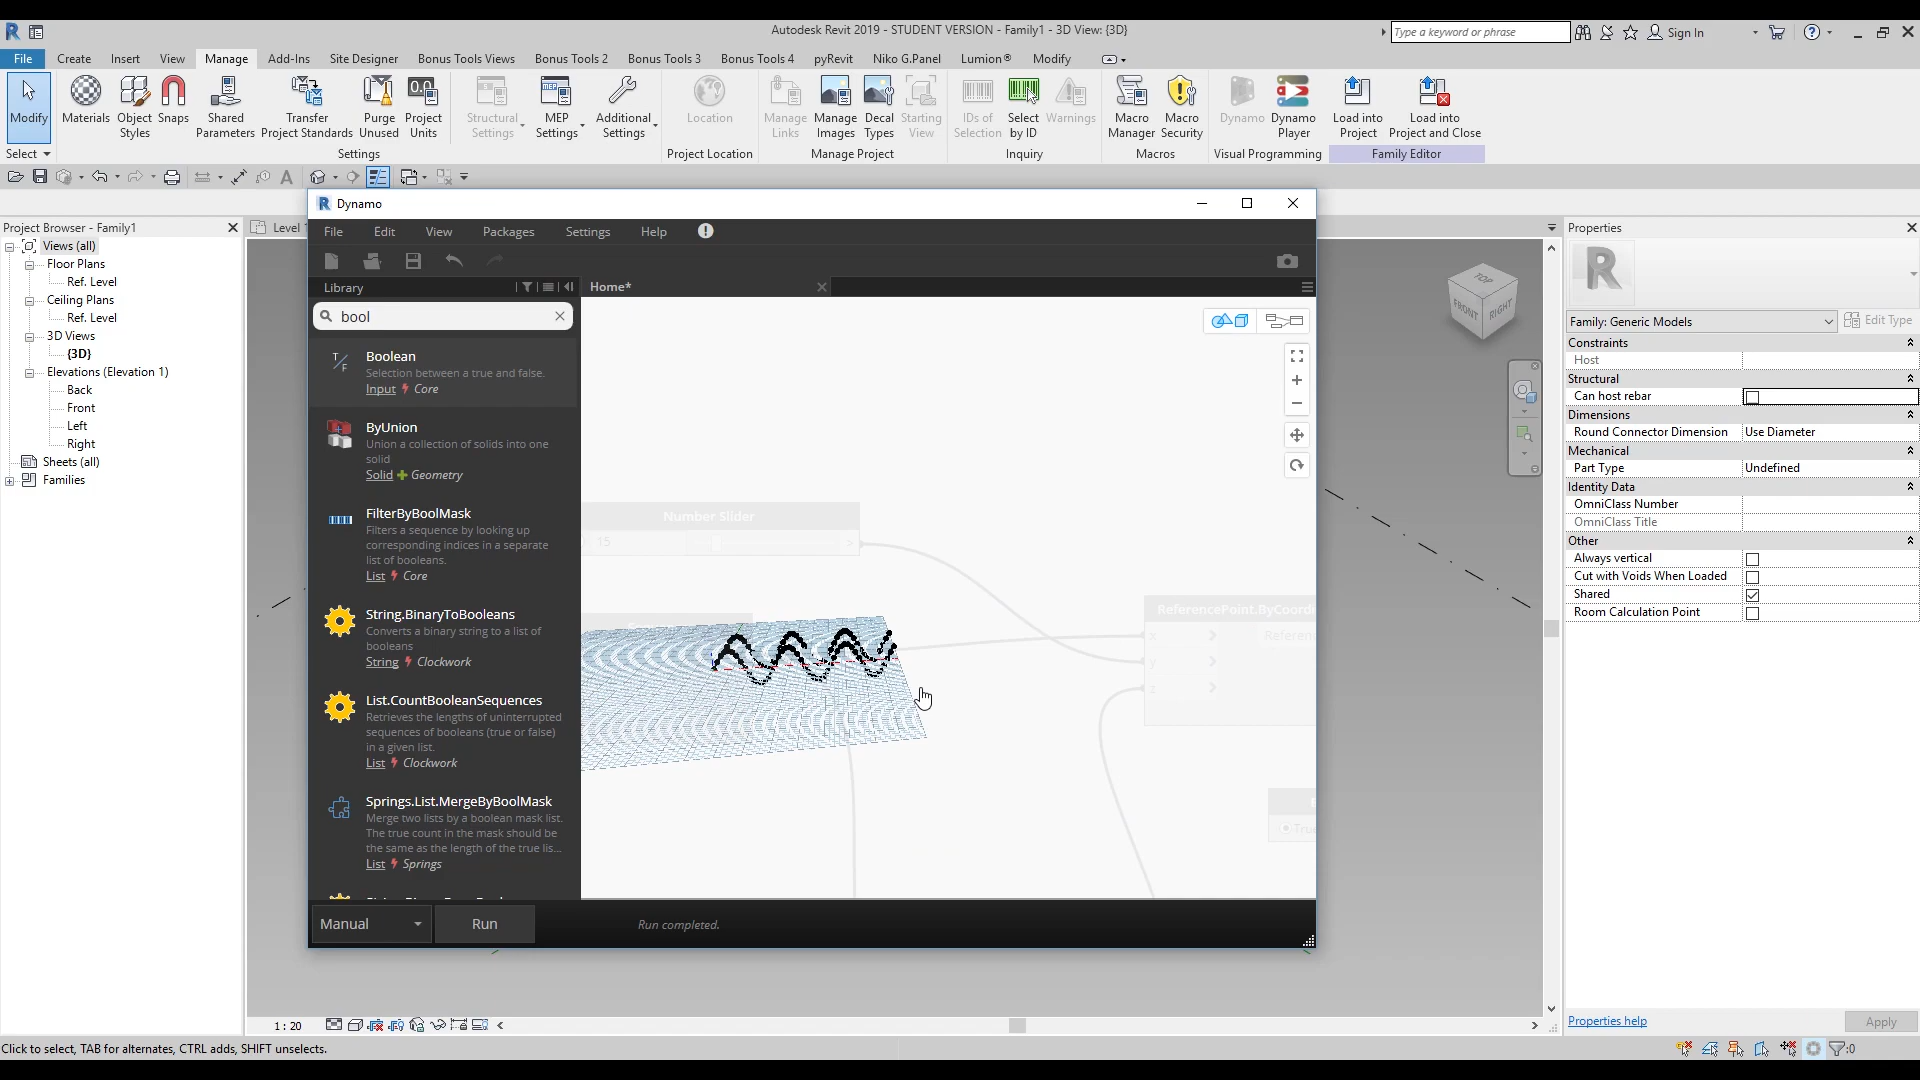 Autodesk Revit 2019 - STUDENT VERSION - Family1 - 3D View: {3D}
Type a keyword or phrase
Sign In
File Create Insert View Manage Add-Ins Site Designer Bonus Tools Views Bonus Tools 2 Bonus Tools 3 Bonus Tools 4 pyRevit Niko G.Panel Lumion® Modify
Modify
Materials
Object Styles
Snaps
Shared Parameters
Transfer Project Standards
Purge Unused
Project Units
Structural Settings
MEP Settings
Additional Settings
Location
Manage Links
Manage Images
Decal Types
Starting View
IDs of Selection
Select by ID
Warnings
Macro Manager
Macro Security
Dynamo
Dynamo Player
Load into Project
Load into Project and Close
Select
Settings
Project Location
Manage Project
Inquiry
Macros
Visual Programming
Family Editor
Project Browser - Family1
Views (all)
Floor Plans
Ref. Level
Ceiling Plans
Ref. Level
3D Views
{3D}
Elevations (Elevation 1)
Back
Front
Left
Right
Sheets (all)
Families
Level
Dynamo
File Edit View Packages Settings Help
Library
Home*
bool
Boolean
Selection between a true and false.
Input Core
ByUnion
Union a collection of solids into one
solid
Solid Geometry
FilterByBoolMask
Filters a sequence by looking up
corresponding indices in a separate
list of booleans.
List Core
String.BinaryToBooleans
Converts a binary string to a list of
booleans
String Clockwork
List.CountBooleanSequences
Retrieves the lengths of uninterrupted
sequences of booleans (true or false)
in a given list.
List Clockwork
Springs.List.MergeByBoolMask
Merge two lists by a boolean mask list.
The true count in the mask should be
the same as the length of the true lis...
List Springs
Number Slider
15
ReferencePoint.ByCoordi
x
Referen
y
z
True
Manual
Run
Run completed.
TOP
FRONT
RIGHT
Properties
Family: Generic Models
Edit Type
Constraints
Host
Structural
Can host rebar
Dimensions
Round Connector Dimension Use Diameter
Mechanical
Part Type Undefined
Identity Data
OmniClass Number
OmniClass Title
Other
Always vertical
Cut with Voids When Loaded
Shared
Room Calculation Point
Properties help
Apply
1 : 20
Click to select, TAB for alternates, CTRL adds, SHIFT unselects.
:0